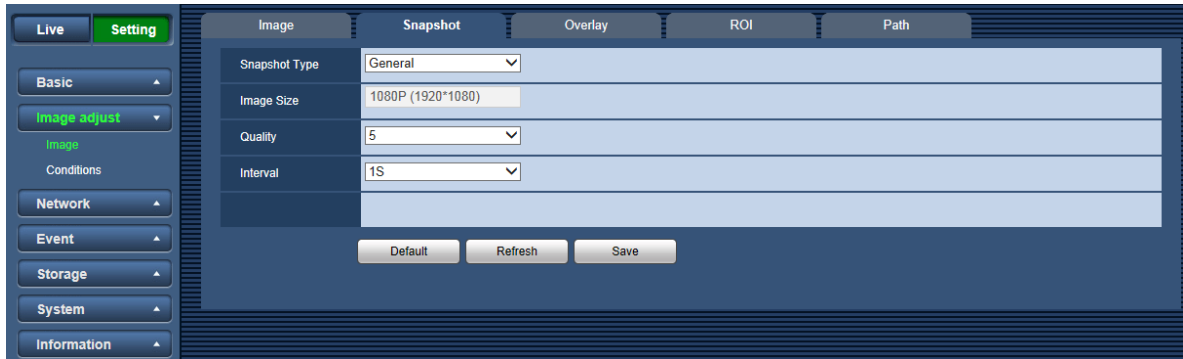 Live Setting
Image Snapshot Overlay ROI Path
Basic
Image adjust
Image
Conditions
Network
Event
Storage
System
Information
Snapshot Type General
Image Size 1080P (1920*1080)
Quality 5
Interval 1S
Default Refresh Save